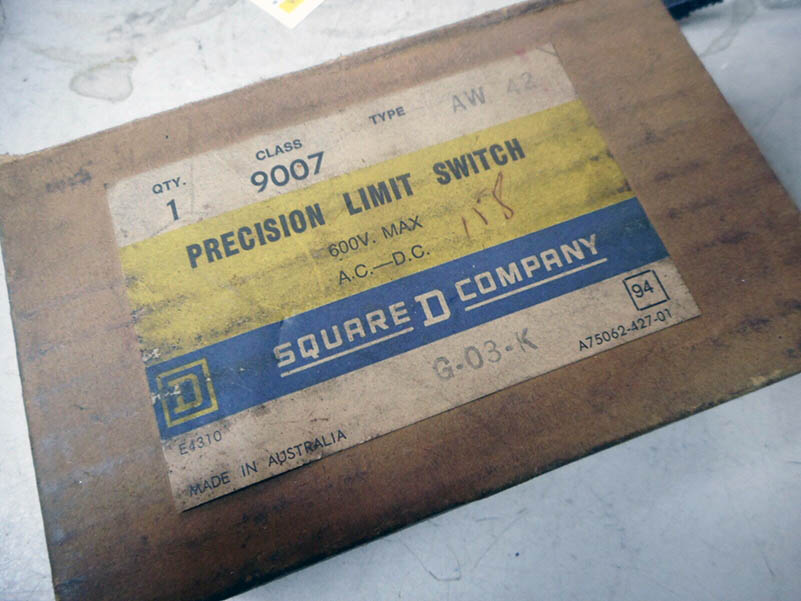 QTY. CLASS TYPE AW 42
1 9007
PRECISION LIMIT SWITCH
600V. MAX
A.C.—D.C.
158
SQUARE D COMPANY
D
94
G-03-K A75062-427-01
E4310
MADE IN AUSTRALIA